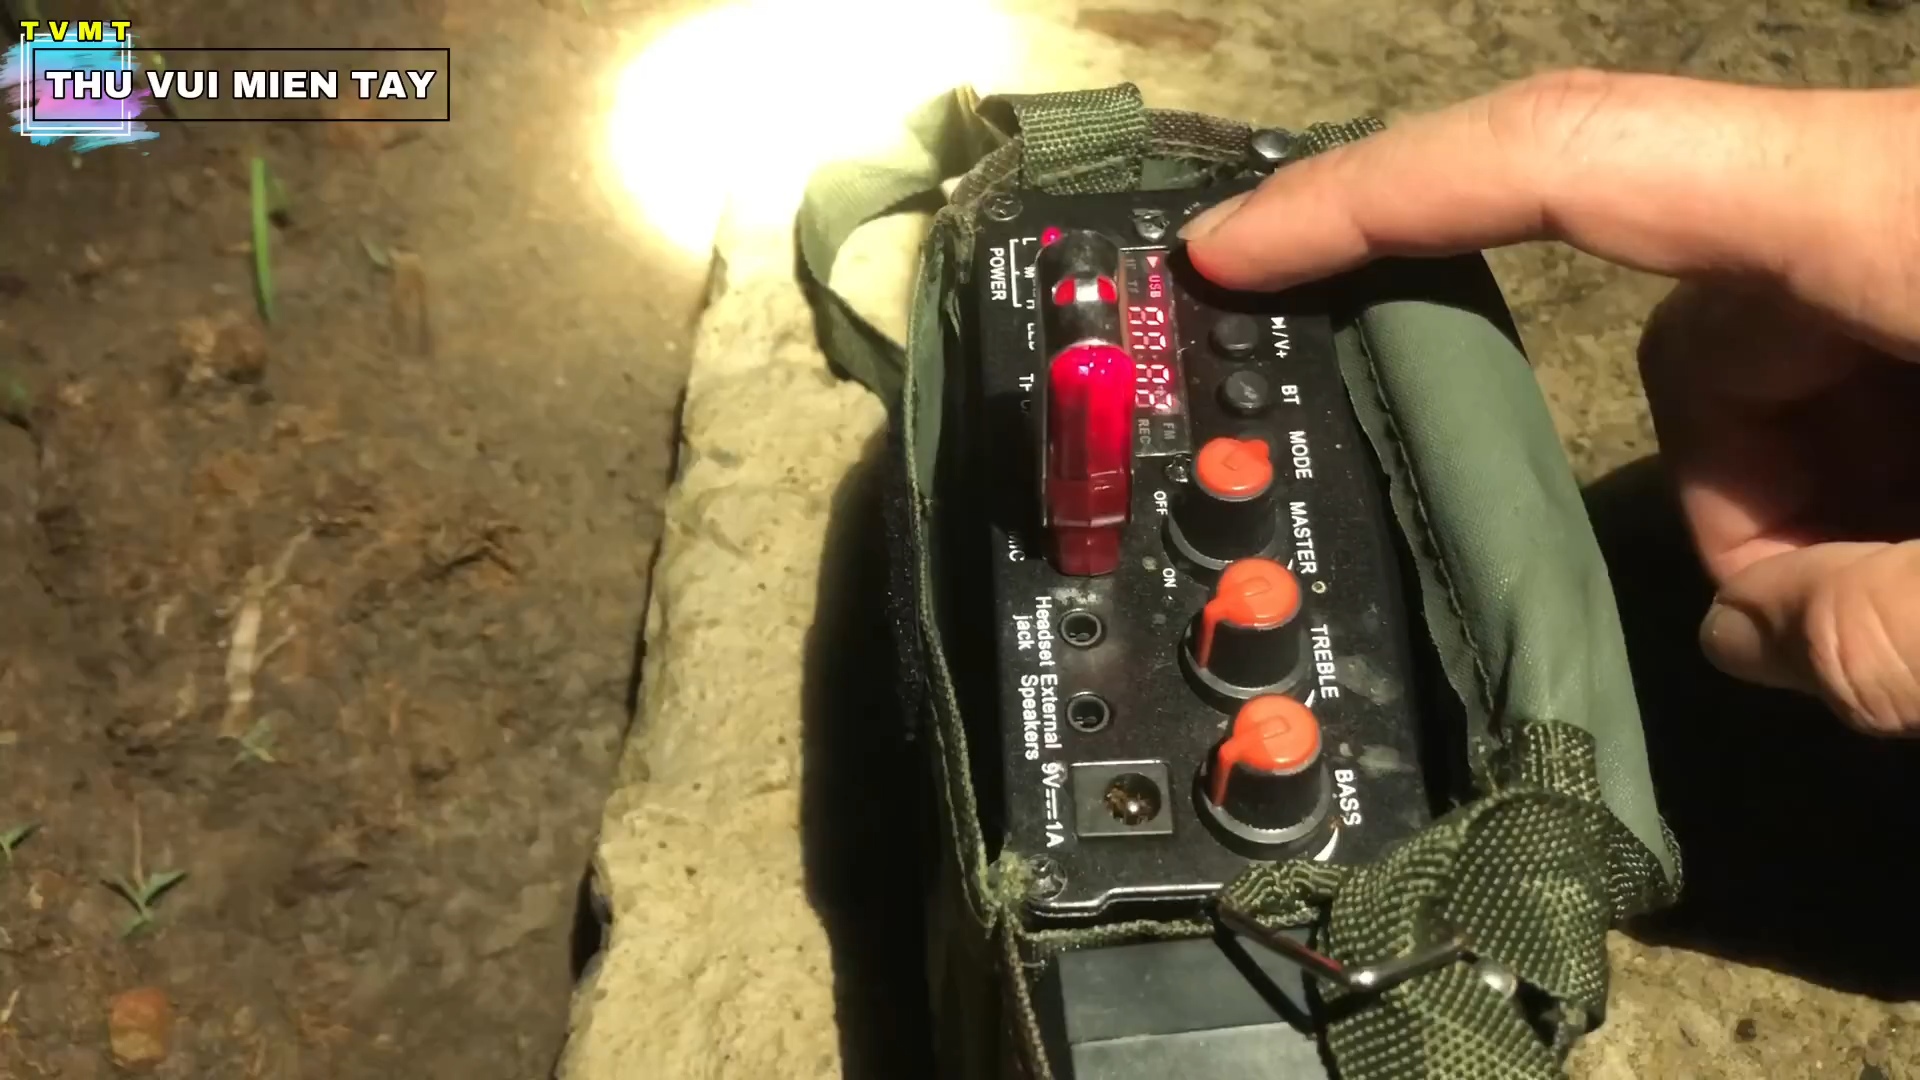 TVMT
THU VUI MIEN TAY
POWER
L
M
USB
REC
FM
⏭/V+
BT
MODE
OFF
ON
MASTER
TREBLE
BASS
Headset
jack
External
Speakers
9V⎓1A